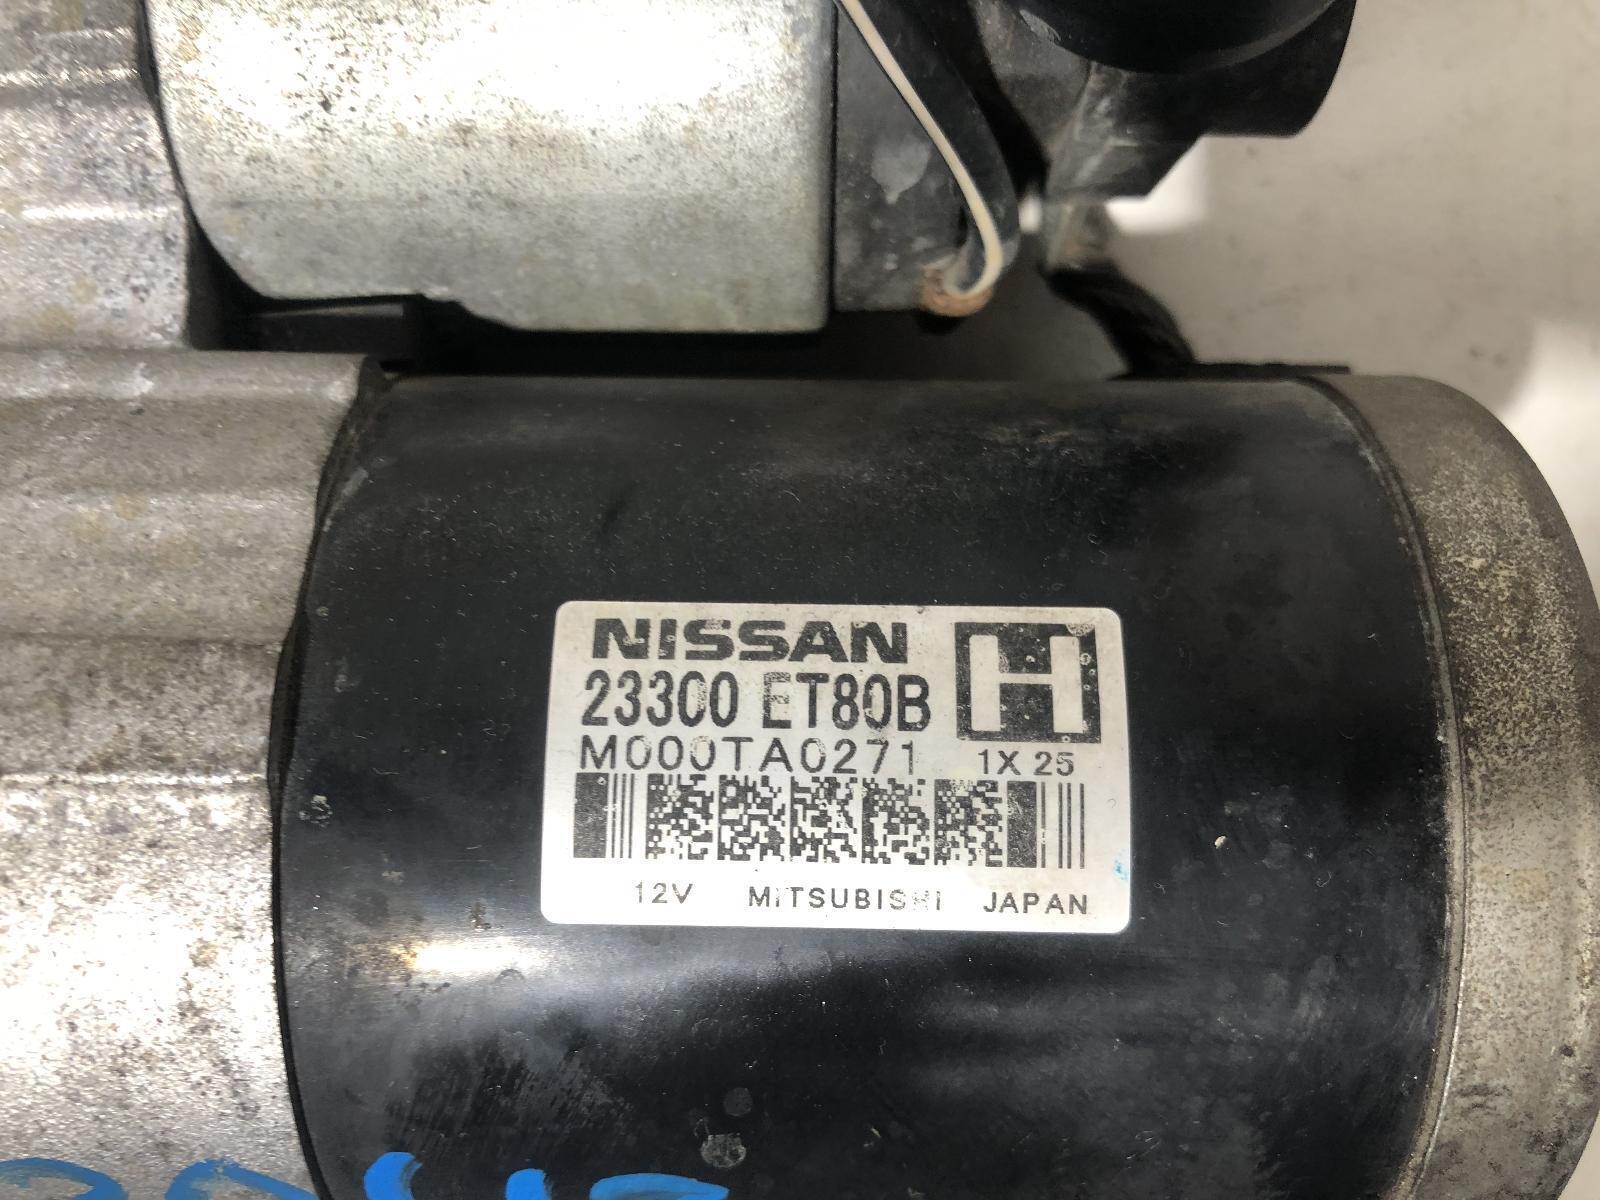 NISSAN H
23300 ET80B
M000TA0271 1X 25
12V MITSUBISHI JAPAN